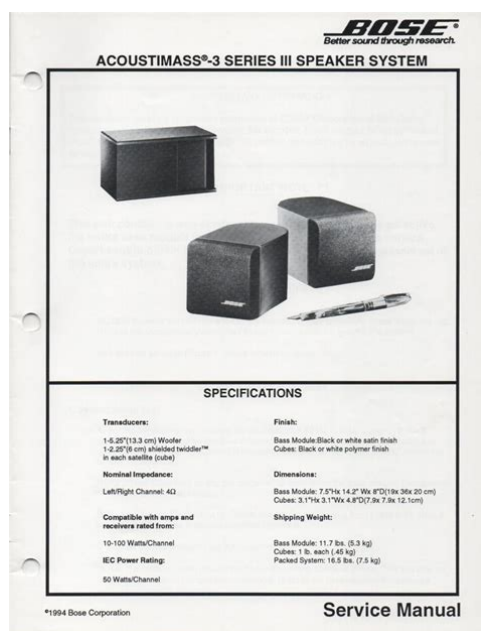 BOSE®
Better sound through research.
ACOUSTIMASS®-3 SERIES III SPEAKER SYSTEM
BOSE
BOSE
SPECIFICATIONS
Transducers:
1-5.25"(13.3 cm) Woofer
1-2.25"(6 cm) shielded twiddler™
in each satellite (cube)
Nominal Impedance:
Left/Right Channel: 4Ω
Compatible with amps and
receivers rated from:
10-100 Watts/Channel
IEC Power Rating:
50 Watts/Channel
Finish:
Bass Module:Black or white satin finish
Cubes: Black or white polymer finish
Dimensions:
Bass Module: 7.5"Hx 14.2" Wx 8"D(19x 36x 20 cm)
Cubes: 3.1"Hx 3.1"Wx 4.8"D(7.9x 7.9x 12.1cm)
Shipping Weight:
Bass Module: 11.7 lbs. (5.3 kg)
Cubes: 1 lb. each (.45 kg)
Packed System: 16.5 lbs. (7.5 kg)
©1994 Bose Corporation
Service Manual